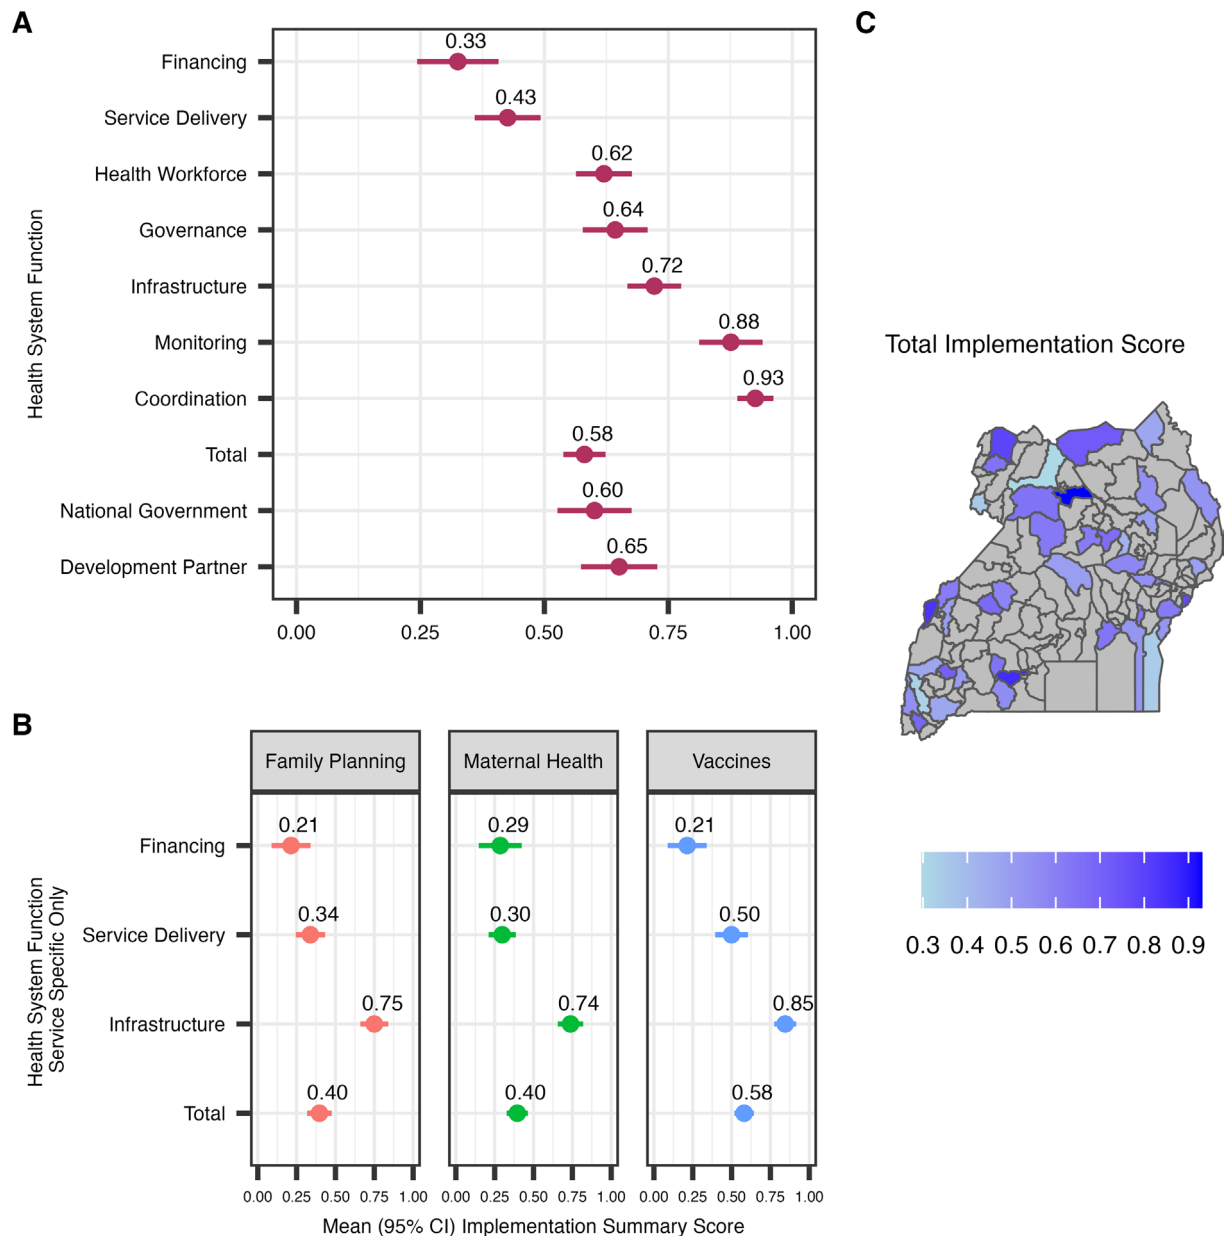 A
Health System Function
Financing
0.33
Service Delivery
0.43
Health Workforce
0.62
Governance
0.64
Infrastructure
0.72
Monitoring
0.88
Coordination
0.93
Total
0.58
National Government
0.60
Development Partner
0.65
0.00 0.25 0.50 0.75 1.00
B
Health System Function
Service Specific Only
Family Planning Maternal Health Vaccines
Financing
0.21 0.29 0.21
Service Delivery
0.34 0.30 0.50
Infrastructure
0.75 0.74 0.85
Total
0.40 0.40 0.58
0.00 0.25 0.50 0.75 1.00 0.00 0.25 0.50 0.75 1.00 0.00 0.25 0.50 0.75 1.00
Mean (95% CI) Implementation Summary Score
C
Total Implementation Score
0.3 0.4 0.5 0.6 0.7 0.8 0.9